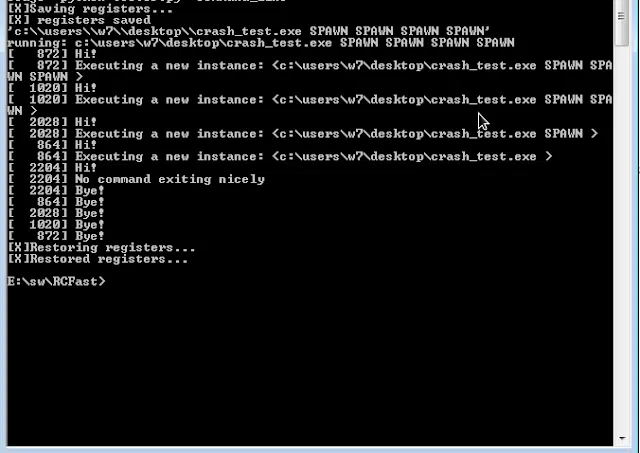 [X]Saving registers...
[X] registers saved
'c:\\users\\w7\\desktop\\crash_test.exe SPAWN SPAWN SPAWN SPAWN'
running: c:\users\w7\desktop\crash_test.exe SPAWN SPAWN SPAWN SPAWN
[   872] Hi!
[   872] Executing a new instance: <c:\users\w7\desktop\crash_test.exe SPAWN SPA
WN SPAWN >
[  1020] Hi!
[  1020] Executing a new instance: <c:\users\w7\desktop\crash_test.exe SPAWN SPA
WN >
[  2028] Hi!
[  2028] Executing a new instance: <c:\users\w7\desktop\crash_test.exe SPAWN >
[   864] Hi!
[   864] Executing a new instance: <c:\users\w7\desktop\crash_test.exe >
[  2204] Hi!
[  2204] No command exiting nicely
[  2204] Bye!
[   864] Bye!
[  2028] Bye!
[  1020] Bye!
[   872] Bye!
[X]Restoring registers...
[X]Restored registers...
E:\sw\RCFast>